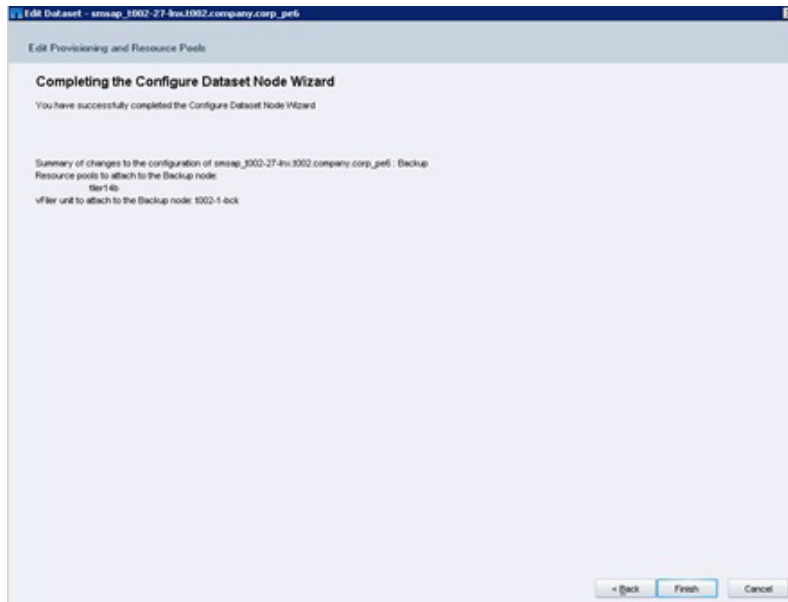 Edit Dataset - smsap_t002-27-lnx.t002.company.corp_pe6
Edit Provisioning and Resource Pools
Completing the Configure Dataset Node Wizard
You have successfully completed the Configure Dataset Node Wizard
Summary of changes to the configuration of smsap_t002-27-lnx.t002.company.corp_pe6 : Backup
Resource pools to attach to the Backup node:
filer14b
vFiler unit to attach to the Backup node: t002-1-bck
< Back
Finish
Cancel